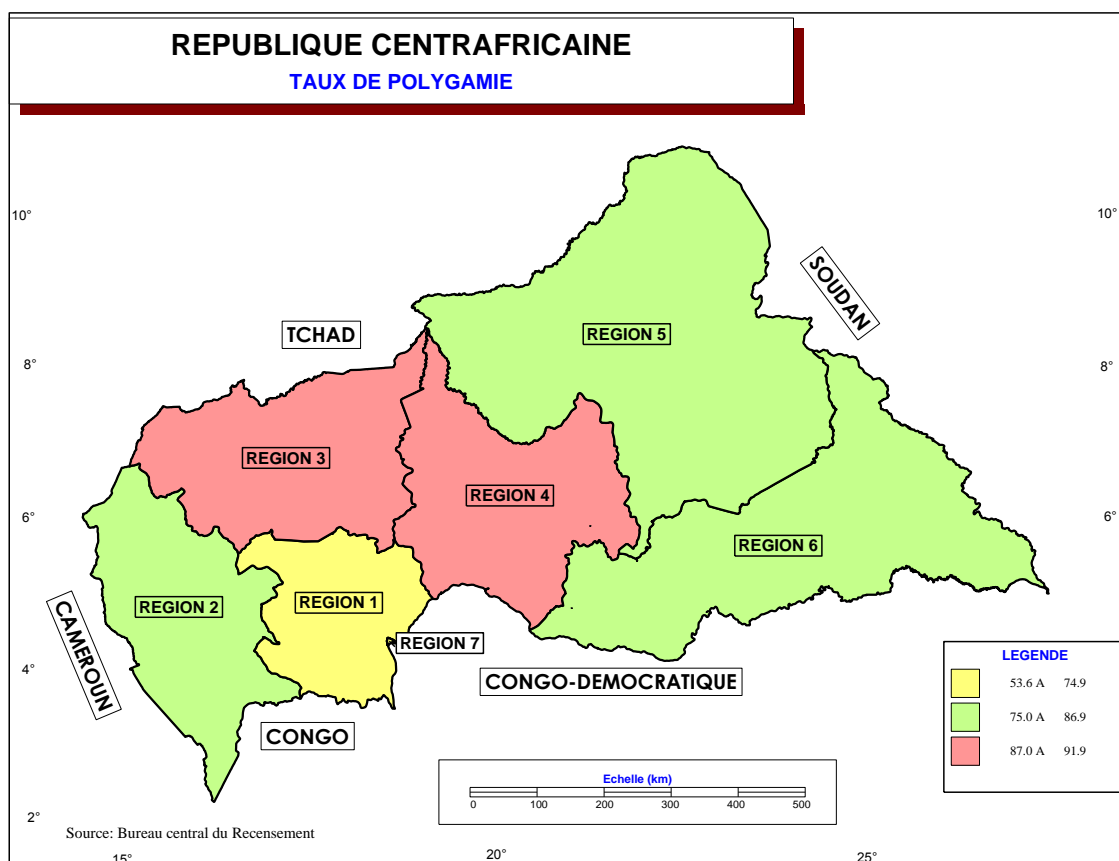 REPUBLIQUE CENTRAFRICAINE
TAUX DE POLYGAMIE
10°
10°
SOUDAN
TCHAD
REGION 5
8°
8°
REGION 3
REGION 4
6°
6°
REGION 6
REGION 2
REGION 1
CAMEROUN
REGION 7
4°
4°
CONGO-DEMOCRATIQUE
CONGO
LEGENDE
53.6 A 74.9
75.0 A 86.9
87.0 A 91.9
Echelle (km)
0 100 200 300 400 500
2°
Source: Bureau central du Recensement
15°
20°
25°